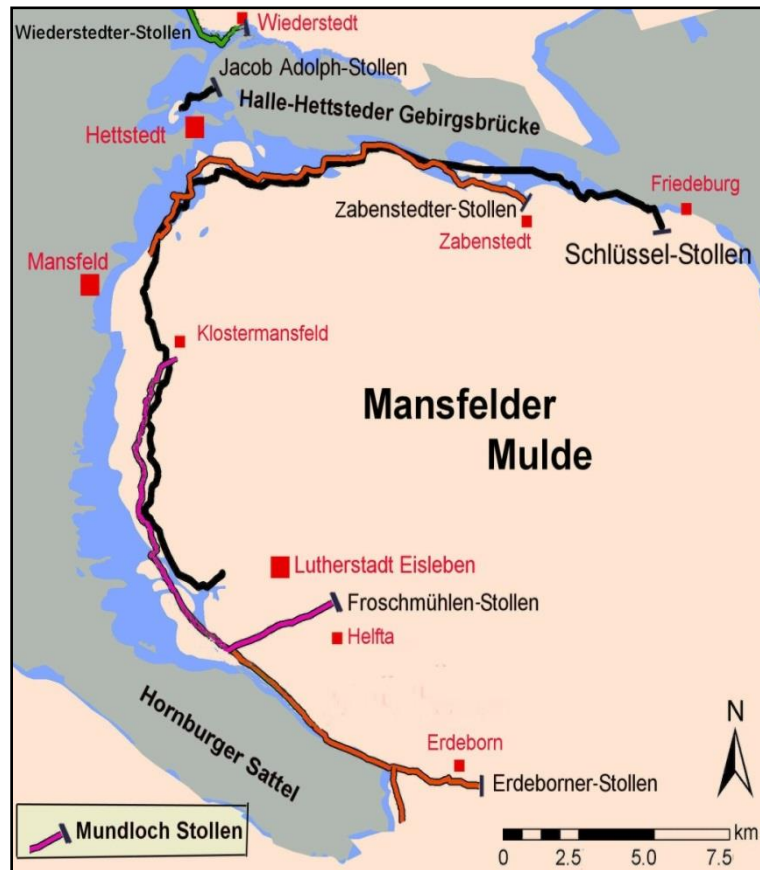 Wiederstedter-Stollen
Wiederstedt
Jacob Adolph-Stollen
Halle-Hettsteder Gebirgsbrücke
Hettstedt
Zabenstedter-Stollen
Friedeburg
Zabenstedt
Schlüssel-Stollen
Mansfeld
Klostermansfeld
Mansfelder
Mulde
Lutherstadt Eisleben
Froschmühlen-Stollen
Helfta
Hornburger Sattel
Erdeborn
Erdeborner-Stollen
N
Mundloch Stollen
km
0 2.5 5.0 7.5